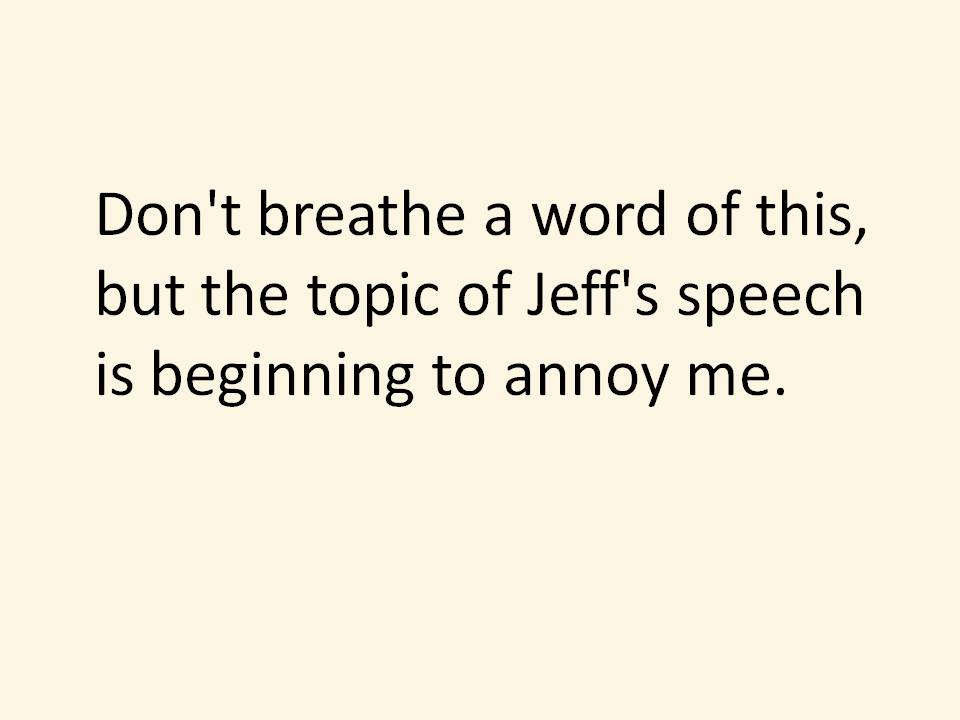 Don't breathe a word of this,
but the topic of Jeff's speech
is beginning to annoy me.